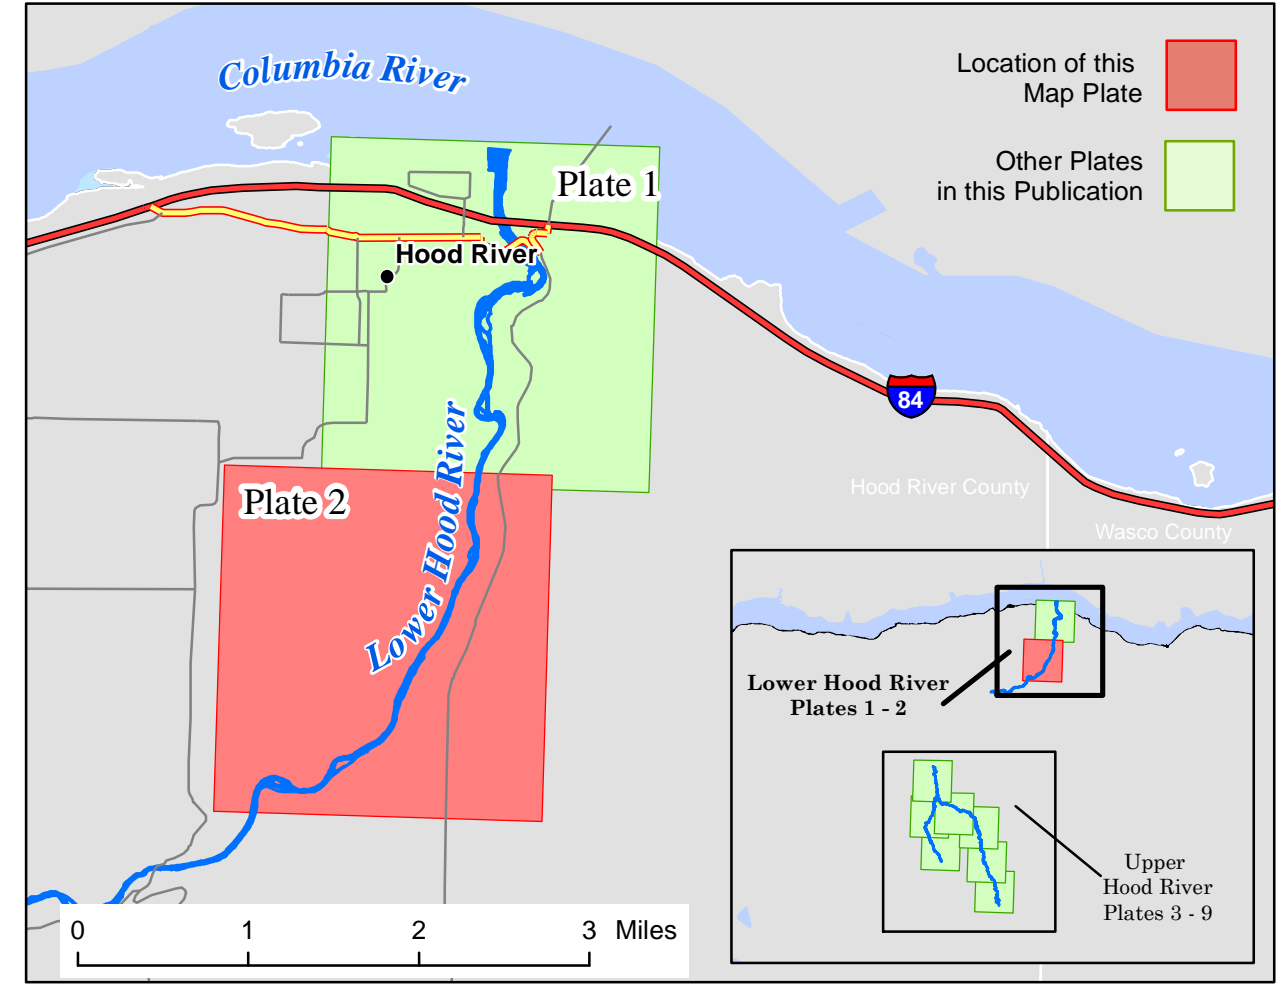 Columbia River
Location of this
Map Plate
Other Plates
in this Publication
Plate 1
Hood River
84
Lower Hood River
Plate 2
Hood River County
Wasco County
Lower Hood River
Plates 1 - 2
Upper
Hood River
Plates 3 - 9
0 1 2 3 Miles